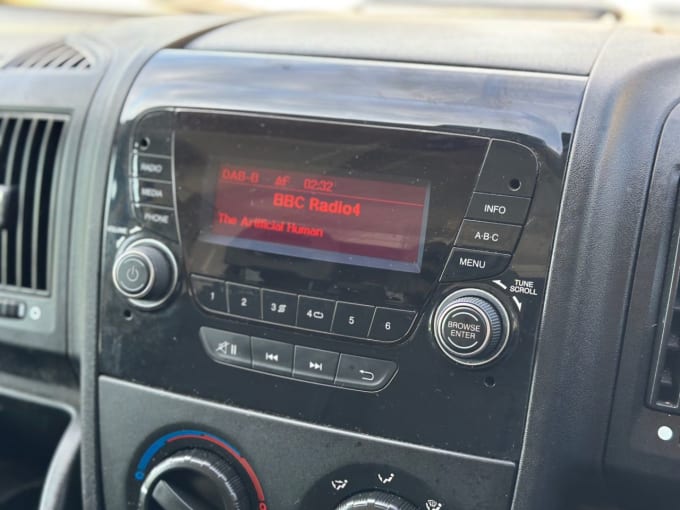 RADIO
MEDIA
PHONE
DAB-B AF 02:32
BBC Radio4
The Artificial Human
INFO
A·B·C
MENU
VOLUME
TUNE
SCROLL
BROWSE
ENTER
1 2 3 4 5 6